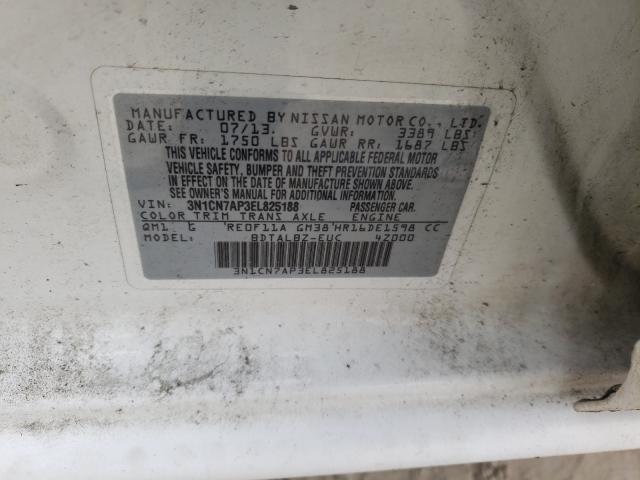 MANUFACTURED BY NISSAN MOTOR CO., LTD.
DATE: 07/13. GVWR: 3389 LBS
GAWR FR: 1750 LBS GAWR RR: 1687 LBS
THIS VEHICLE CONFORMS TO ALL APPLICABLE FEDERAL MOTOR
VEHICLE SAFETY, BUMPER AND THEFT PREVENTION STANDARDS
IN EFFECT ON THE DATE OF MANUFACTURE SHOWN ABOVE.
SEE OWNER'S MANUAL FOR ADDITIONAL INFORMATION.
VIN: 3N1CN7AP3EL825188 PASSENGER CAR.
COLOR TRIM TRANS AXLE ENGINE
QM1 G RE0F11A GM38 HR16DE1598 CC
MODEL: BDTALBZ-EUC 4Z000
3N1CN7AP3EL825188